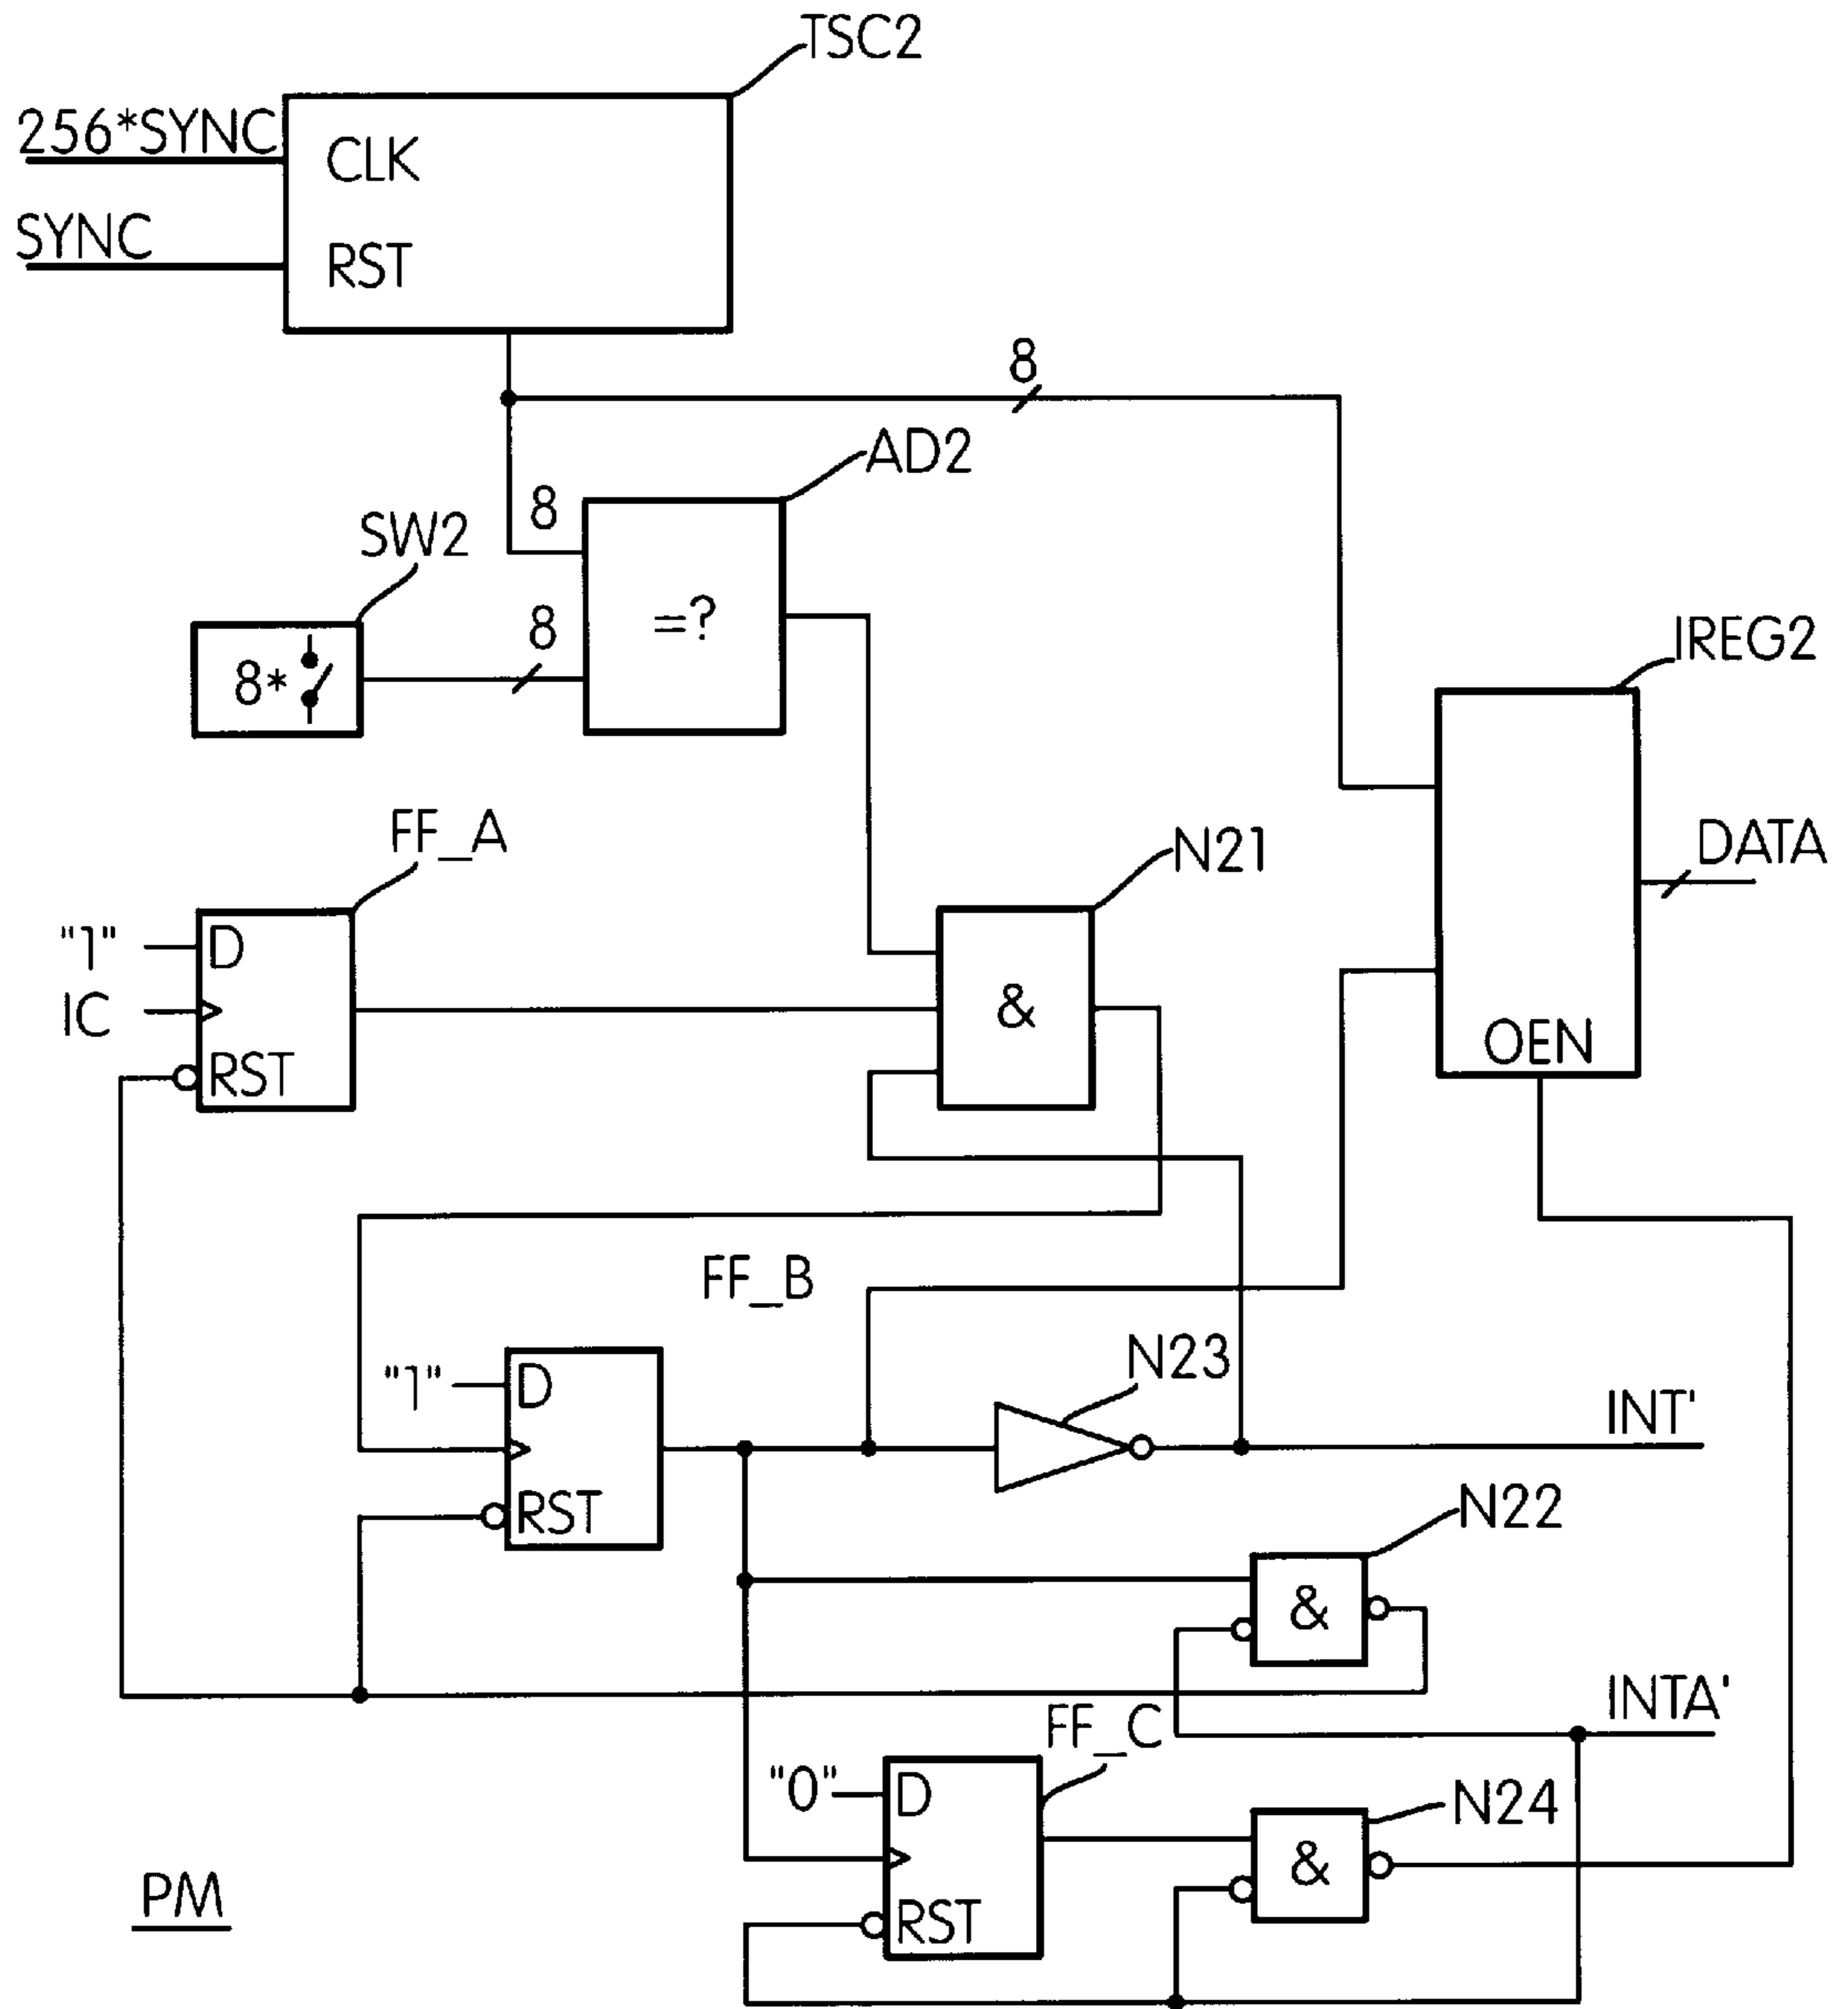 TSC2
256*SYNC
CLK
SYNC
RST
8
AD2
8
SW2
=?
8
8*
IREG2
FF_A
N21
DATA
"1"
D
IC
&
RST
OEN
FF_B
N23
"1"
D
INT'
RST
N22
&
INTA'
FF_C
"0"
D
N24
&
PM
RST